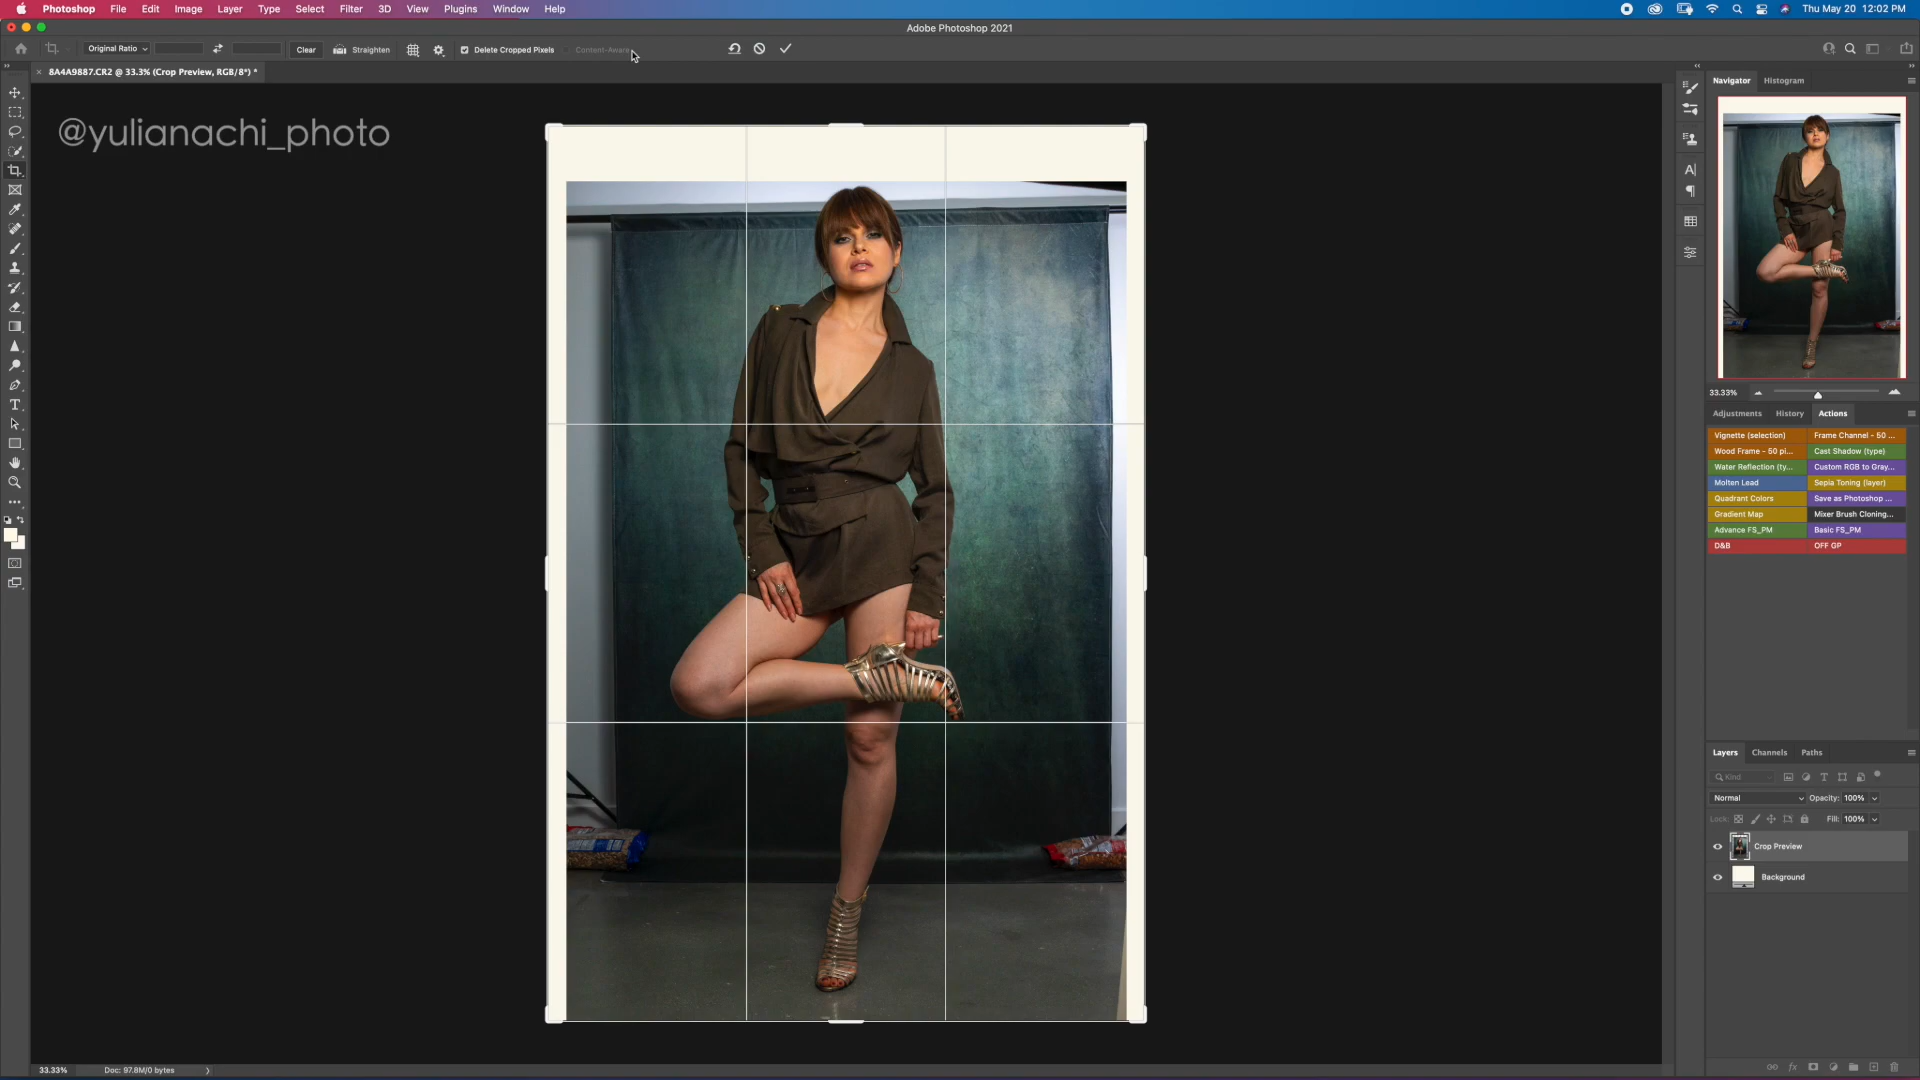 Photoshop File Edit Image Layer Type Select Filter 3D View Plugins Window Help Thu May 20 12:02 PM
Adobe Photoshop 2021
Original Ratio Clear Straighten Delete Cropped Pixels Content-Aware
8A4A9887.CR2 @ 33.3% (Crop Preview, RGB/8*) *
Navigator Histogram
@yulianachi_photo
33.33%
Adjustments History Actions
Vignette (selection) Frame Channel - 50 ...
Wood Frame - 50 pi... Cast Shadow (type)
Water Reflection (ty... Custom RGB to Gray...
Molten Lead Sepia Toning (layer)
Quadrant Colors Save as Photoshop ...
Gradient Map Mixer Brush Cloning...
Advance FS_PM Basic FS_PM
D&B OFF GP
Layers Channels Paths
Kind
Normal Opacity: 100%
Lock: Fill: 100%
Crop Preview
Background
33.33% Doc: 97.8M/0 bytes